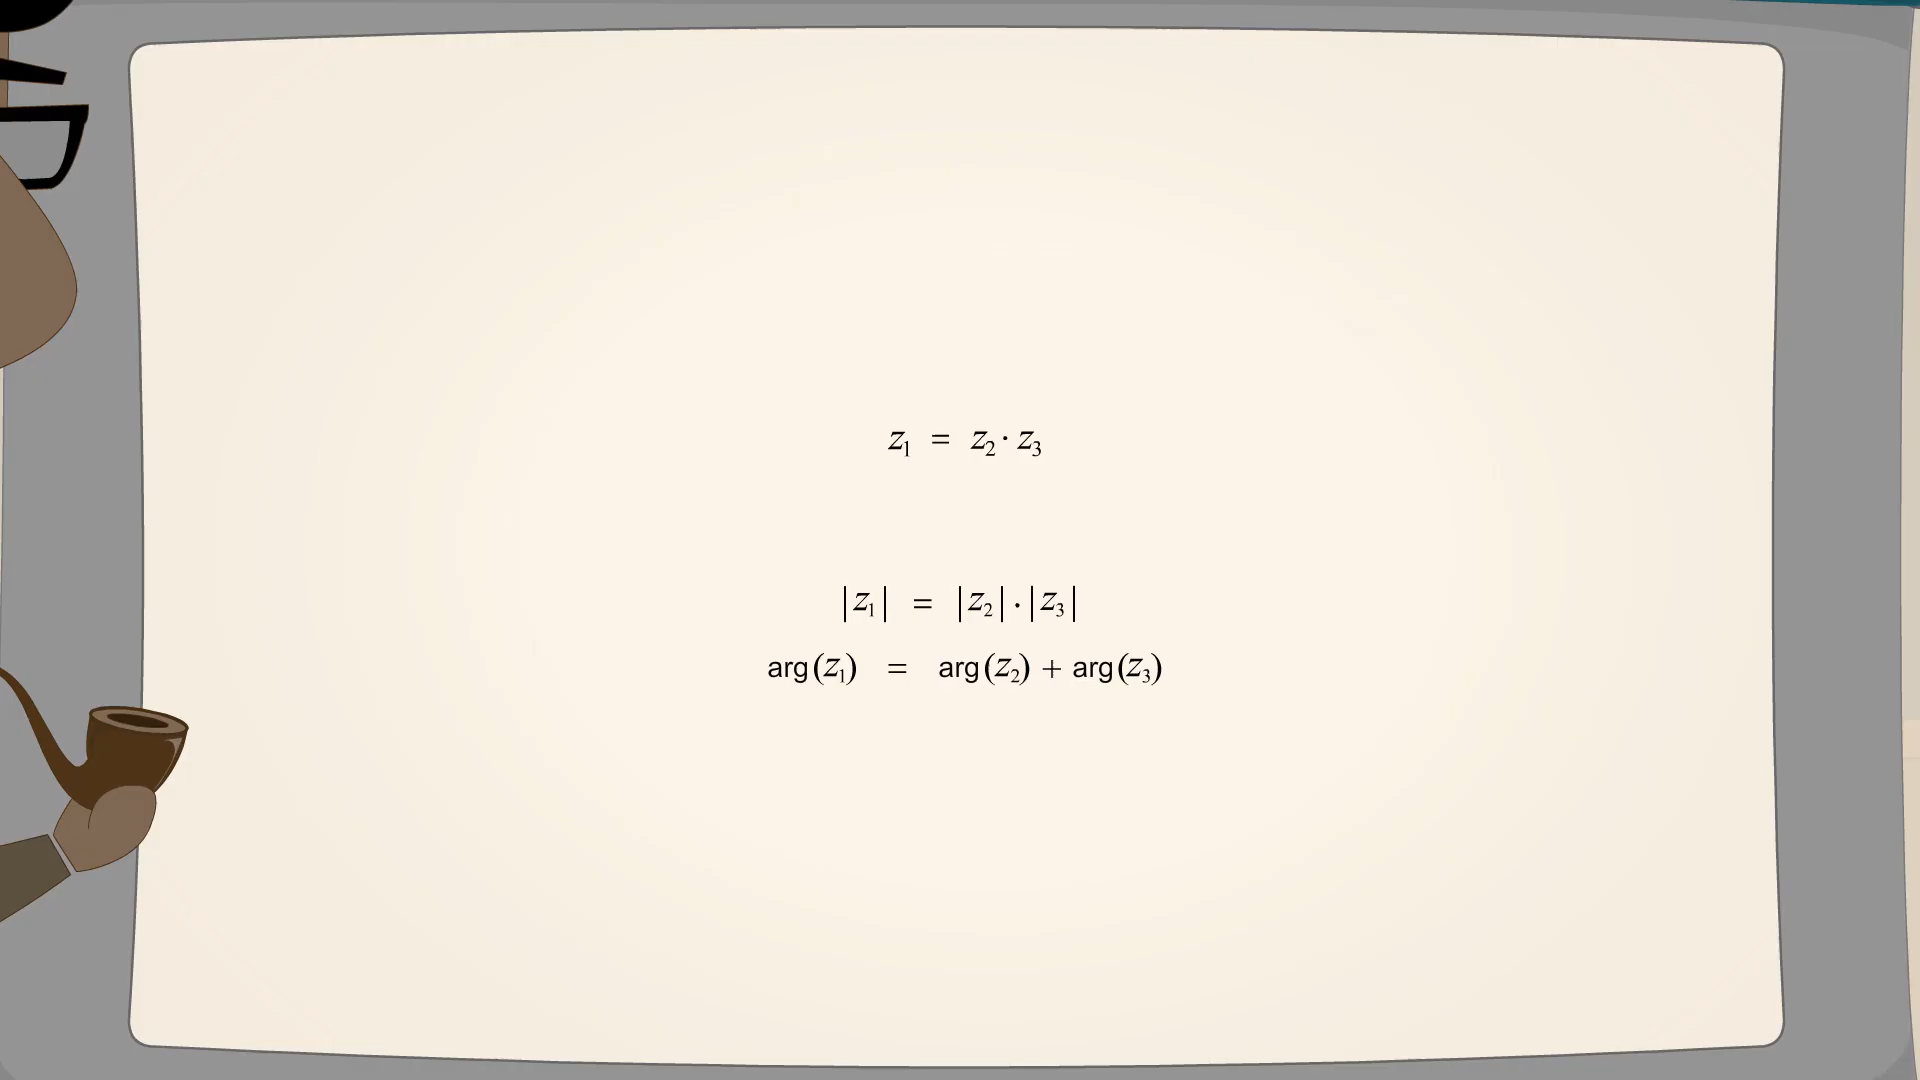 z₁ = z₂ · z₃
|z₁| = |z₂| · |z₃|
arg(z₁) = arg(z₂) + arg(z₃)